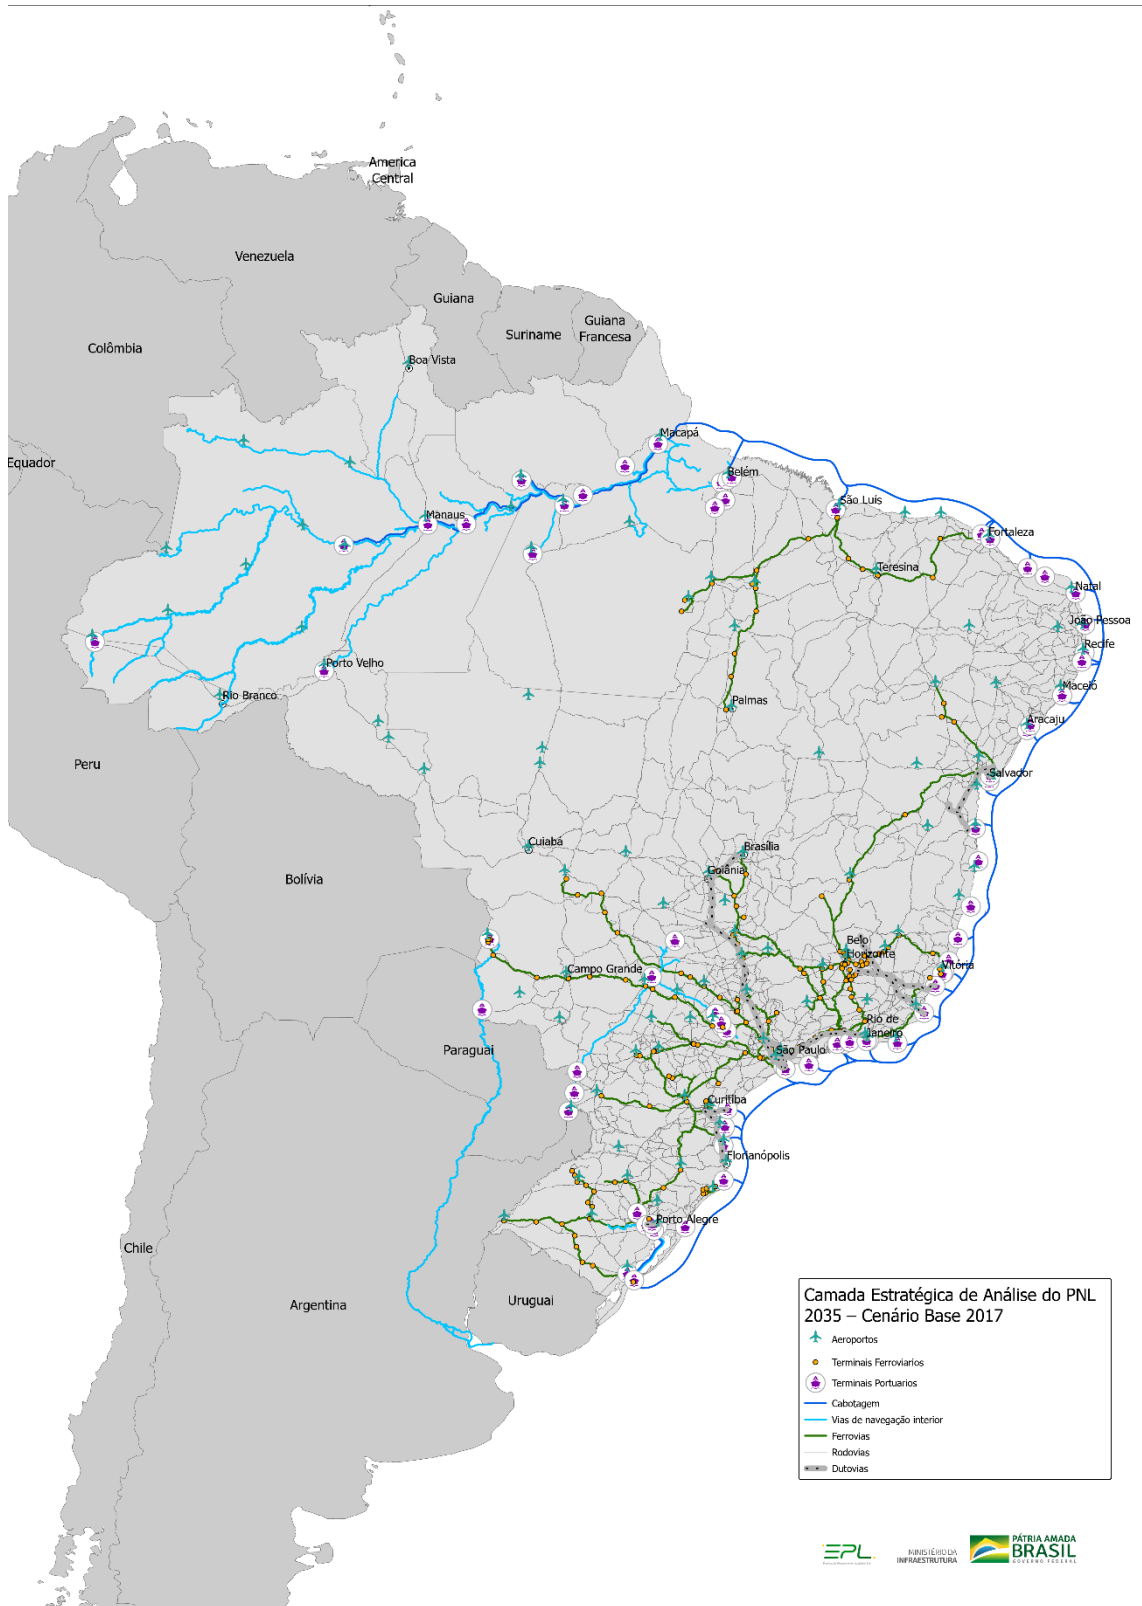 America
Central
Venezuela
Guiana
Suriname
Guiana
Francesa
Colômbia
Boa Vista
Equador
Macapá
Belém
São Luis
Manaus
Fortaleza
Teresina
Natal
João Pessoa
Recife
Porto Velho
Rio Branco
Palmas
Maceió
Aracaju
Peru
Salvador
Cuiabá
Brasília
Goiânia
Bolívia
Belo
Horizonte
Vitória
Campo Grande
Rio de
Janeiro
Paraguai
São Paulo
Curitiba
Florianópolis
Porto Alegre
Chile
Argentina
Uruguai
Camada Estratégica de Análise do PNL
2035 – Cenário Base 2017
Aeroportos
Terminais Ferroviarios
Terminais Portuarios
Cabotagem
Vias de navegação interior
Ferrovias
Rodovias
Dutovias
EPL
MINISTÉRIO DA
INFRAESTRUTURA
PÁTRIA AMADA
BRASIL
GOVERNO FEDERAL